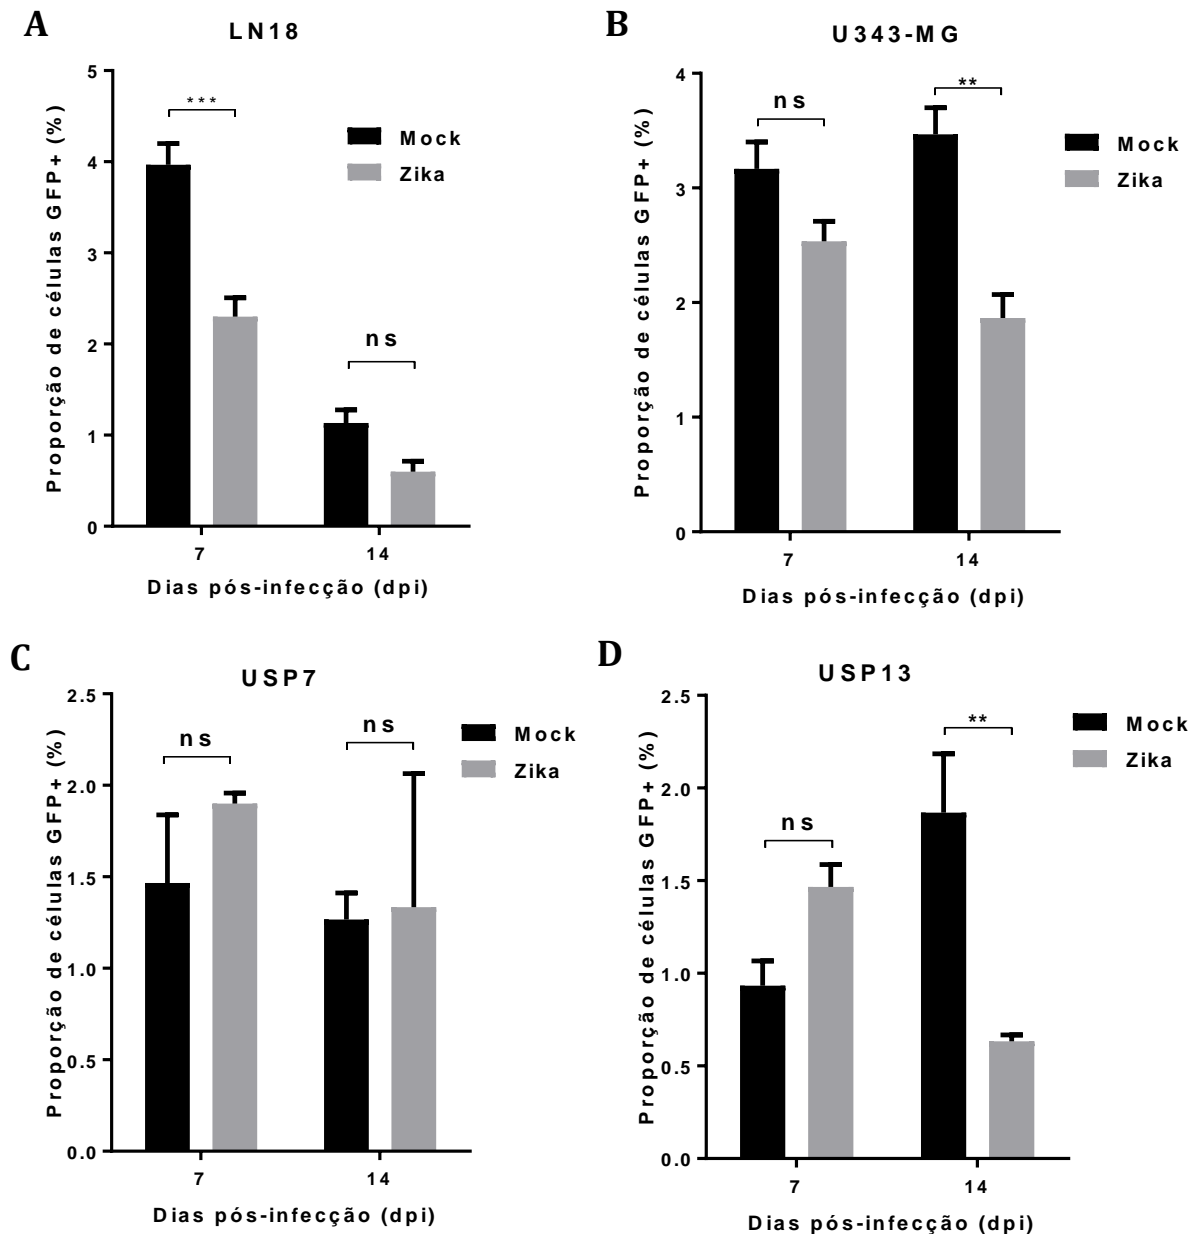 A
LN18
Proporção de células GFP+ (%)
5
4
3
2
1
0
***
ns
Mock
Zika
7
14
Dias pós-infecção (dpi)
B
U343-MG
Proporção de células GFP+ (%)
4
3
2
1
0
ns
**
Mock
Zika
7
14
Dias pós-infecção (dpi)
C
USP7
Proporção de células GFP+ (%)
2.5
2.0
1.5
1.0
0.5
0.0
ns
ns
Mock
Zika
7
14
Dias pós-infecção (dpi)
D
USP13
Proporção de células GFP+ (%)
2.5
2.0
1.5
1.0
0.5
0.0
ns
**
Mock
Zika
7
14
Dias pós-infecção (dpi)